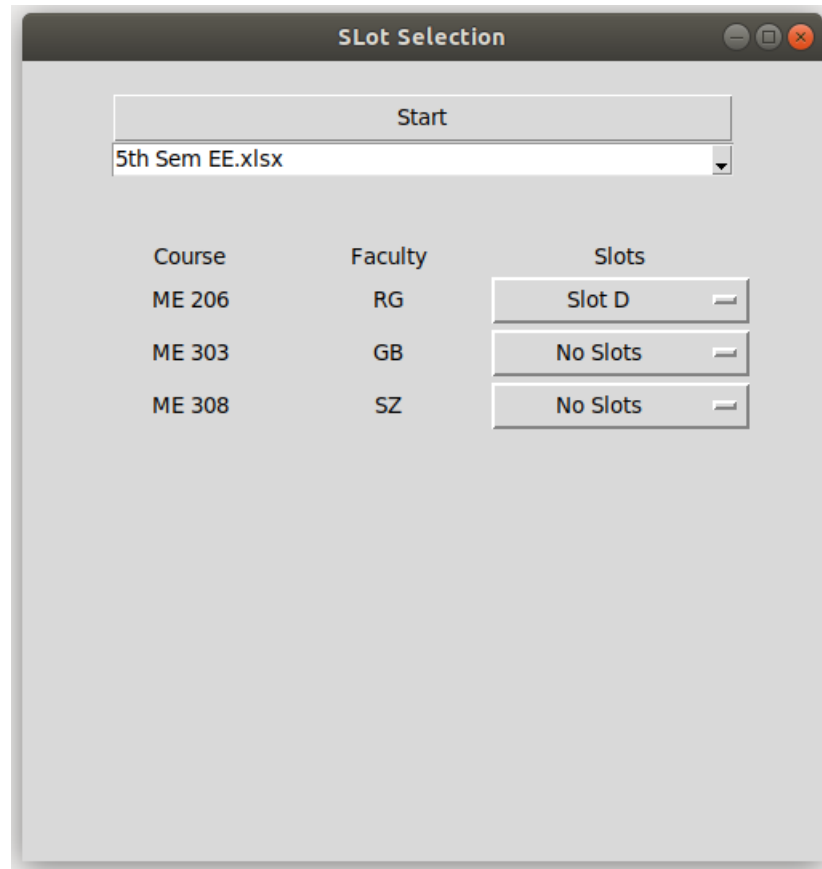 SLot Selection
Start
5th Sem EE.xlsx
Course Faculty Slots
ME 206 RG Slot D
ME 303 GB No Slots
ME 308 SZ No Slots